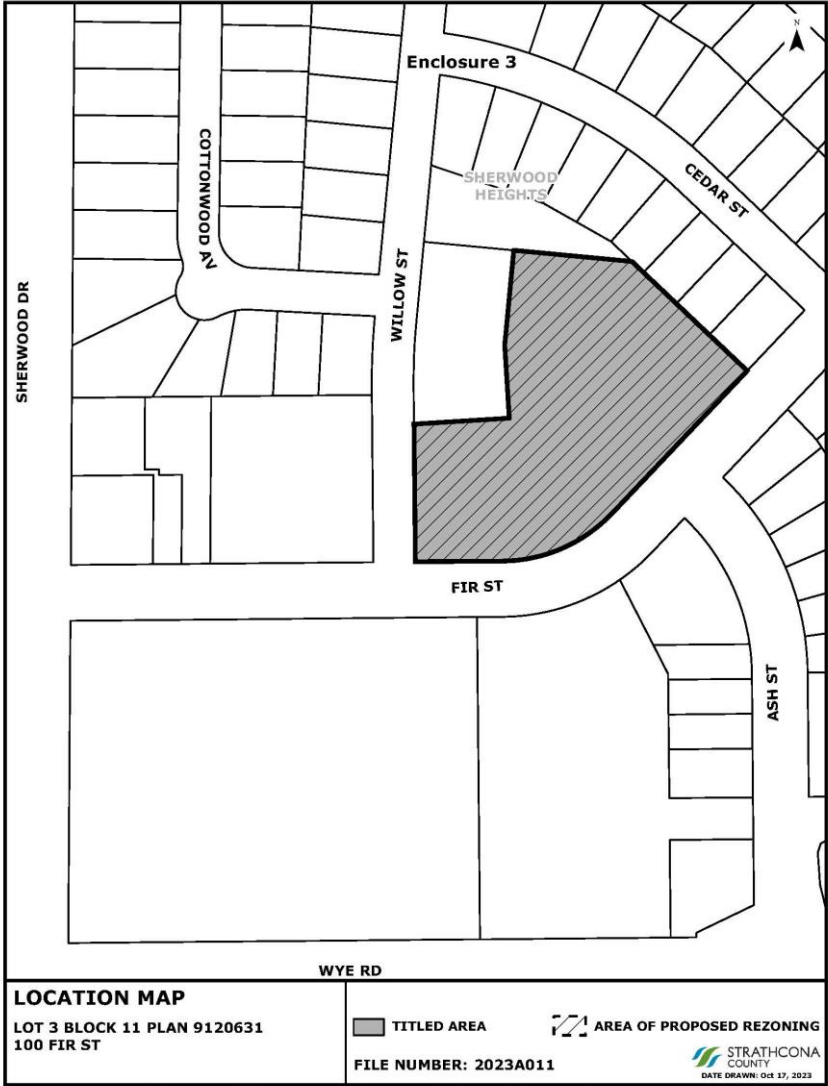 N
Enclosure 3
COTTONWOOD AV
CEDAR ST
SHERWOOD
HEIGHTS
WILLOW ST
SHERWOOD DR
FIR ST
ASH ST
WYE RD
LOCATION MAP
LOT 3 BLOCK 11 PLAN 9120631
100 FIR ST
TITLED AREA
AREA OF PROPOSED REZONING
FILE NUMBER: 2023A011
STRATHCONA
COUNTY
DATE DRAWN: Oct 17, 2023